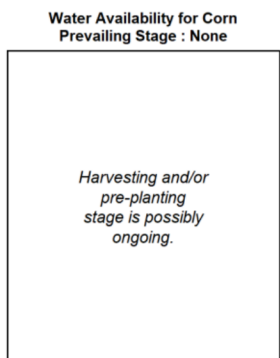 Water Availability for Corn
Prevailing Stage : None
Harvesting and/or
pre-planting
stage is possibly
ongoing.